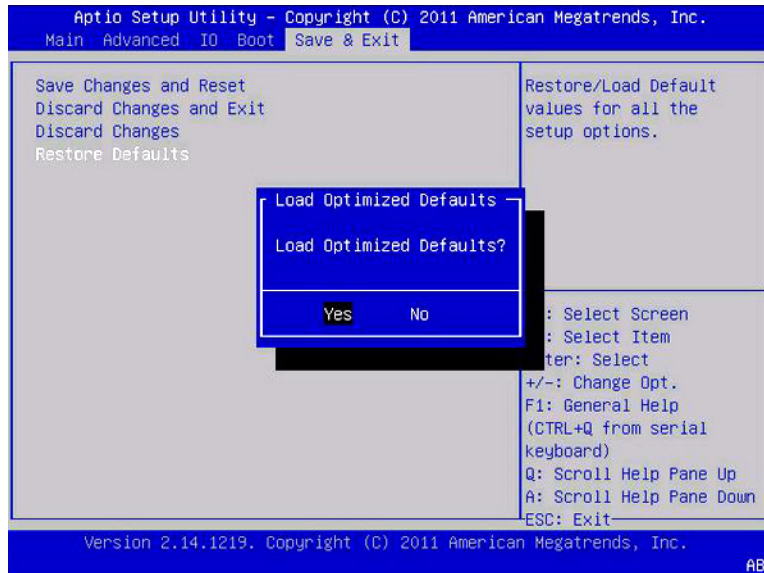 Aptio Setup Utility – Copyright (C) 2011 American Megatrends, Inc.
Main Advanced IO Boot Save & Exit
Save Changes and Reset
Discard Changes and Exit
Discard Changes
Restore Defaults
Restore/Load Default
values for all the
setup options.
Load Optimized Defaults
Load Optimized Defaults?
Yes No
: Select Screen
: Select Item
ter: Select
+/-: Change Opt.
F1: General Help
(CTRL+Q from serial
keyboard)
Q: Scroll Help Pane Up
A: Scroll Help Pane Down
ESC: Exit
Version 2.14.1219. Copyright (C) 2011 American Megatrends, Inc.
AB